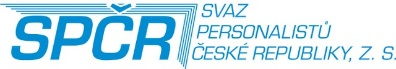 SPČR
SVAZ
PERSONALISTŮ
ČESKÉ REPUBLIKY, Z. S.